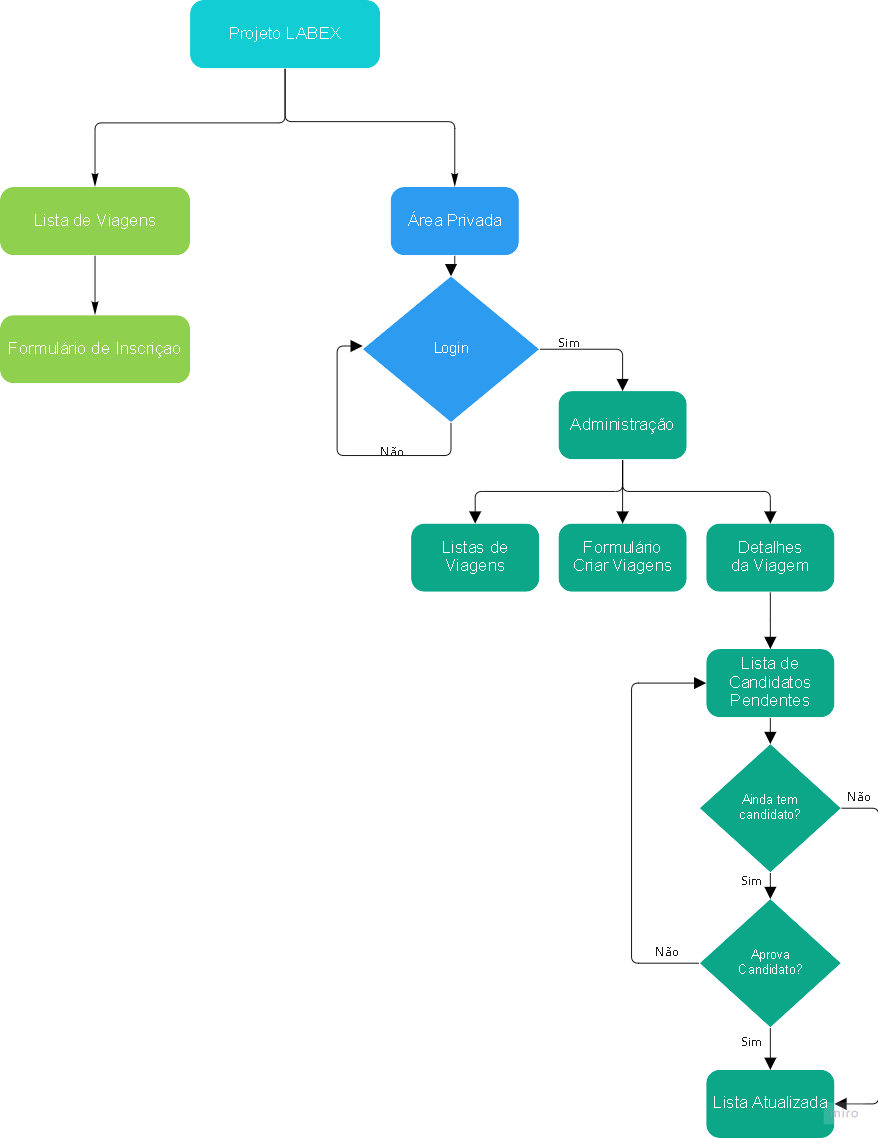 Projeto LABEX
Lista de Viagens
Área Privada
Formulário de Inscriçao
Login
Sim
Não
Administração
Listas de
Viagens
Formulário
Criar Viagens
Detalhes
da Viagem
Lista de
Candidatos
Pendentes
Ainda tem
candidato?
Não
Sim
Aprova
Candidato?
Não
Sim
Lista Atualizada
miro